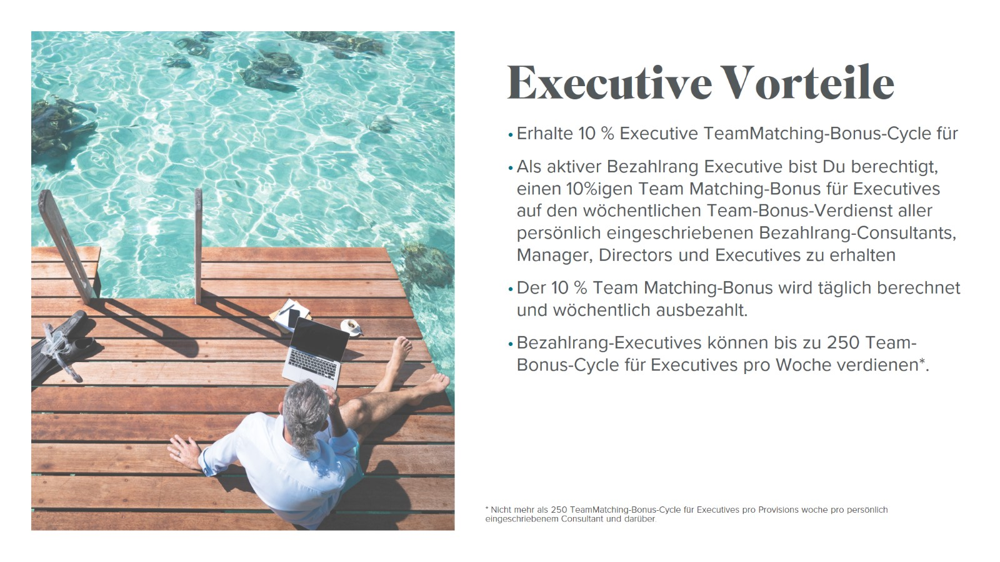 Executive Vorteile
• Erhalte 10 % Executive TeamMatching-Bonus-Cycle für
• Als aktiver Bezahlrang Executive bist Du berechtigt,
einen 10%igen Team Matching-Bonus für Executives
auf den wöchentlichen Team-Bonus-Verdienst aller
persönlich eingeschriebenen Bezahlrang-Consultants,
Manager, Directors und Executives zu erhalten
• Der 10 % Team Matching-Bonus wird täglich berechnet
und wöchentlich ausbezahlt.
• Bezahlrang-Executives können bis zu 250 Team-
Bonus-Cycle für Executives pro Woche verdienen*.
* Nicht mehr als 250 TeamMatching-Bonus-Cycle für Executives pro Provisions woche pro persönlich
eingeschriebenem Consultant und darüber.